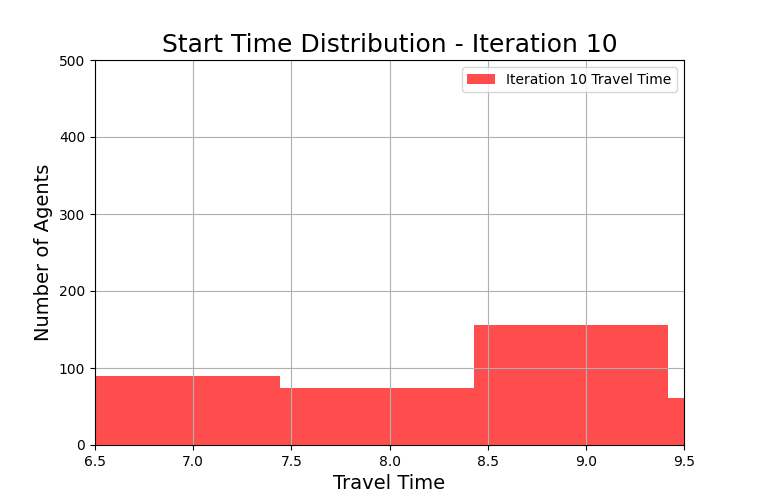 Start Time Distribution - Iteration 10
Iteration 10 Travel Time
Number of Agents
500
400
300
200
100
0
6.5 7.0 7.5 8.0 8.5 9.0 9.5
Travel Time